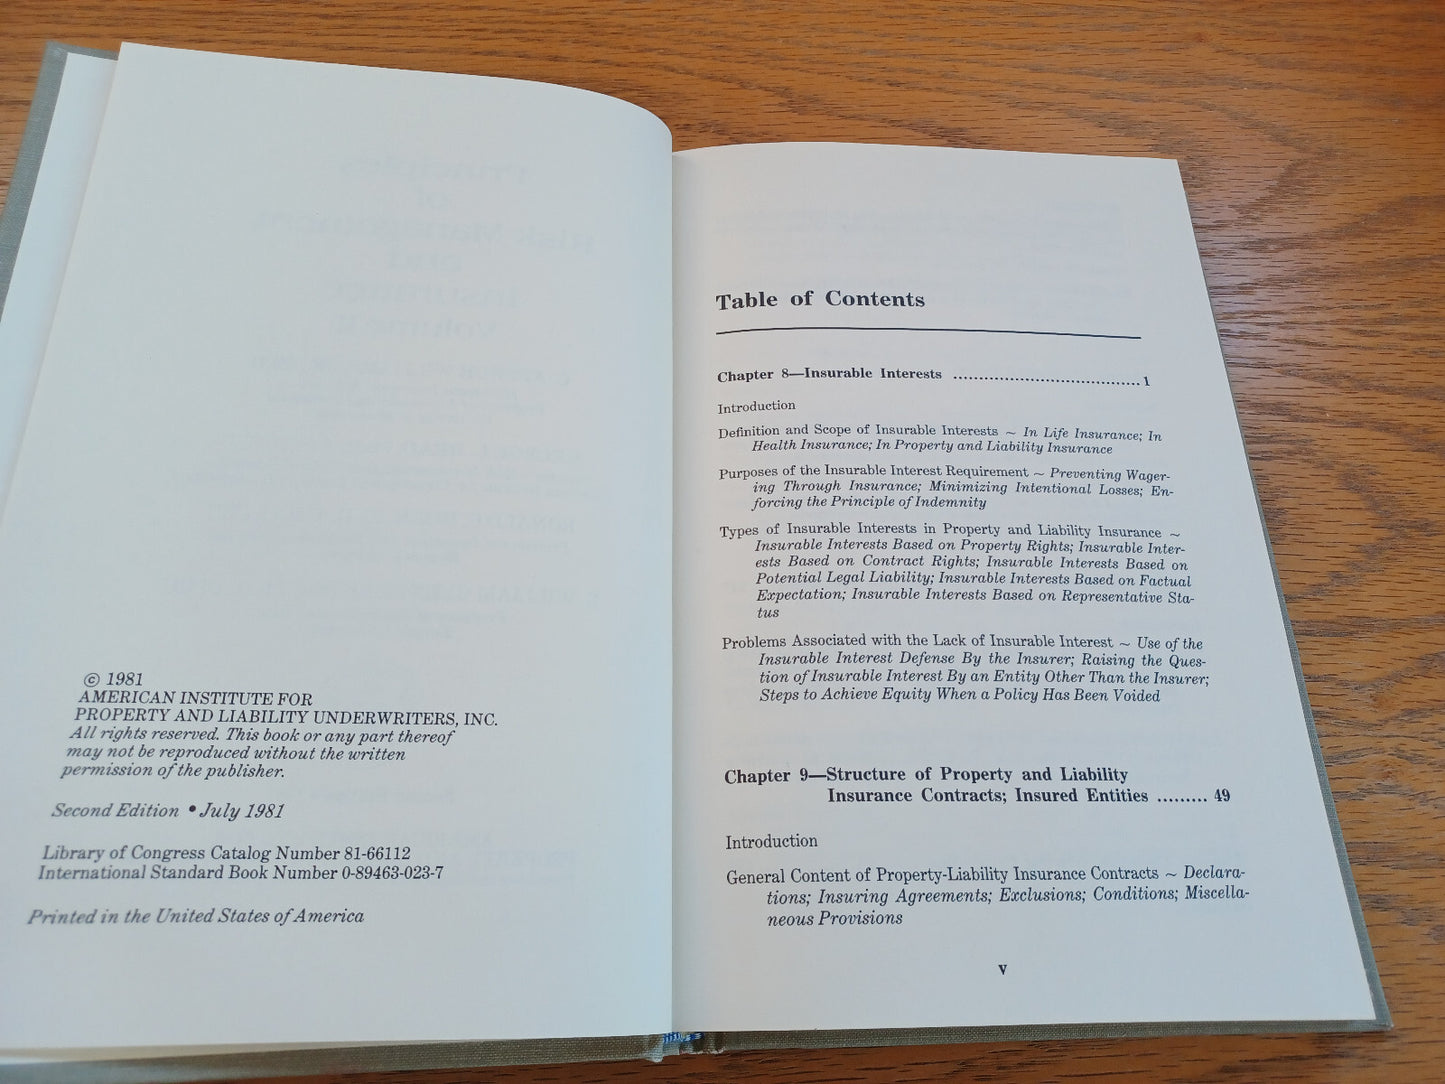 © 1981
AMERICAN INSTITUTE FOR
PROPERTY AND LIABILITY UNDERWRITERS, INC.
All rights reserved. This book or any part thereof
may not be reproduced without the written
permission of the publisher.
Second Edition • July 1981
Library of Congress Catalog Number 81-66112
International Standard Book Number 0-89463-023-7
Printed in the United States of America
Table of Contents
Chapter 8—Insurable Interests ..................................... 1
Introduction
Definition and Scope of Insurable Interests ~ In Life Insurance; In
Health Insurance; In Property and Liability Insurance
Purposes of the Insurable Interest Requirement ~ Preventing Wager-
ing Through Insurance; Minimizing Intentional Losses; En-
forcing the Principle of Indemnity
Types of Insurable Interests in Property and Liability Insurance ~
Insurable Interests Based on Property Rights; Insurable Inter-
ests Based on Contract Rights; Insurable Interests Based on
Potential Legal Liability; Insurable Interests Based on Factual
Expectation; Insurable Interests Based on Representative Sta-
tus
Problems Associated with the Lack of Insurable Interest ~ Use of the
Insurable Interest Defense By the Insurer; Raising the Ques-
tion of Insurable Interest By an Entity Other Than the Insurer;
Steps to Achieve Equity When a Policy Has Been Voided
Chapter 9—Structure of Property and Liability
Insurance Contracts; Insured Entities ......... 49
Introduction
General Content of Property-Liability Insurance Contracts ~ Declara-
tions; Insuring Agreements; Exclusions; Conditions; Miscella-
neous Provisions
v